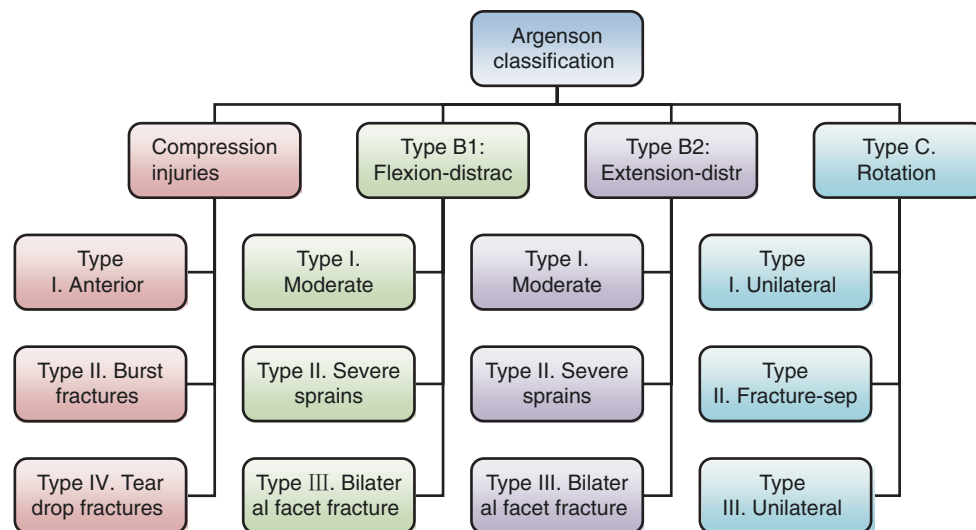 Argenson
classification
Compression
injuries
Type B1:
Flexion-distrac
Type B2:
Extension-distr
Type C.
Rotation
Type
I. Anterior
Type I.
Moderate
Type I.
Moderate
Type
I. Unilateral
Type II. Burst
fractures
Type II. Severe
sprains
Type II. Severe
sprains
Type
II. Fracture-sep
Type IV. Tear
drop fractures
Type III. Bilater
al facet fracture
Type III. Bilater
al facet fracture
Type
III. Unilateral